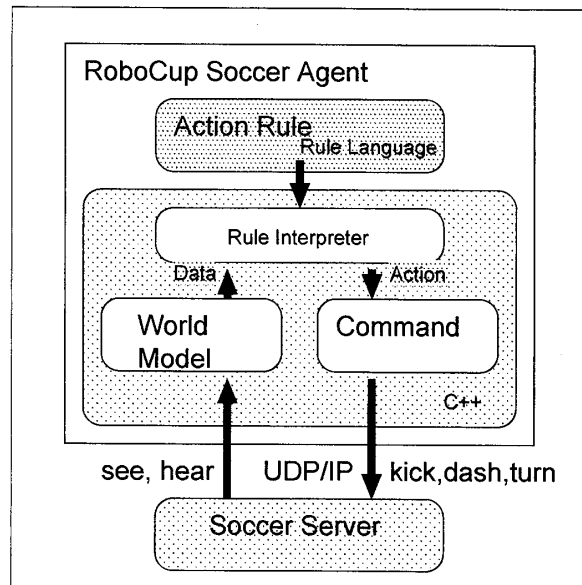 RoboCup Soccer Agent
Action Rule
Rule Language
Rule Interpreter
Data
Action
World
Model
Command
C++
see, hear
UDP/IP
kick,dash,turn
Soccer Server